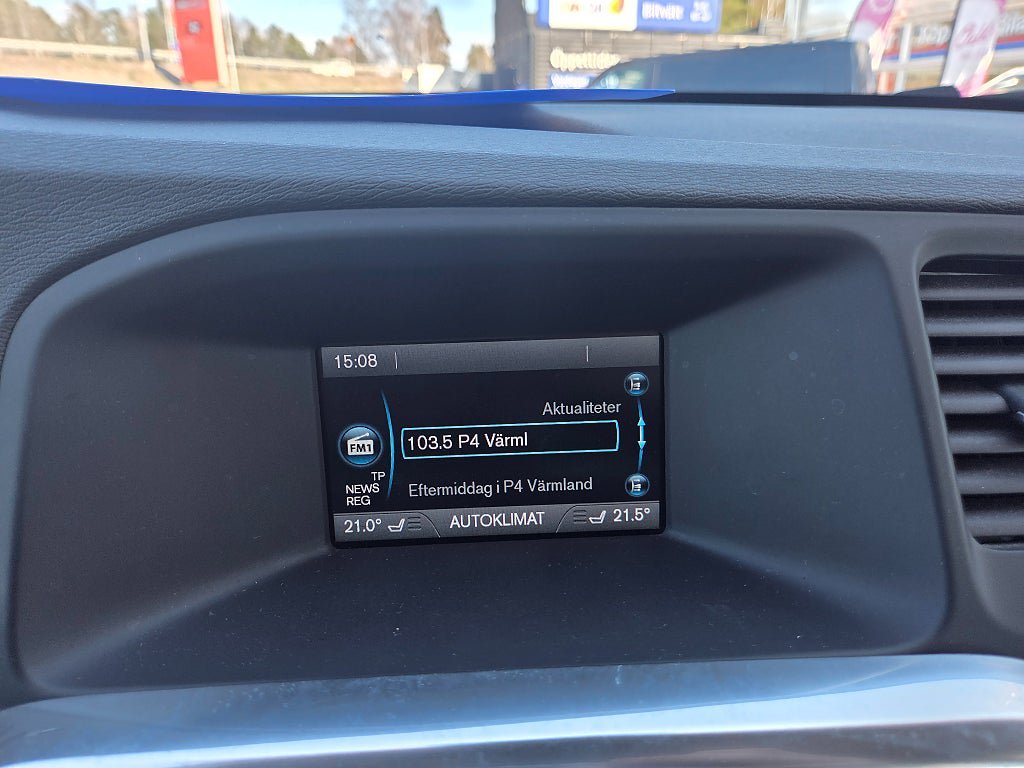 Biltvätt
Öppettider
15:08
Aktualiteter
103.5 P4 Värml
FM1
TP
NEWS
REG
Eftermiddag i P4 Värmland
21.0°
AUTOKLIMAT
21.5°